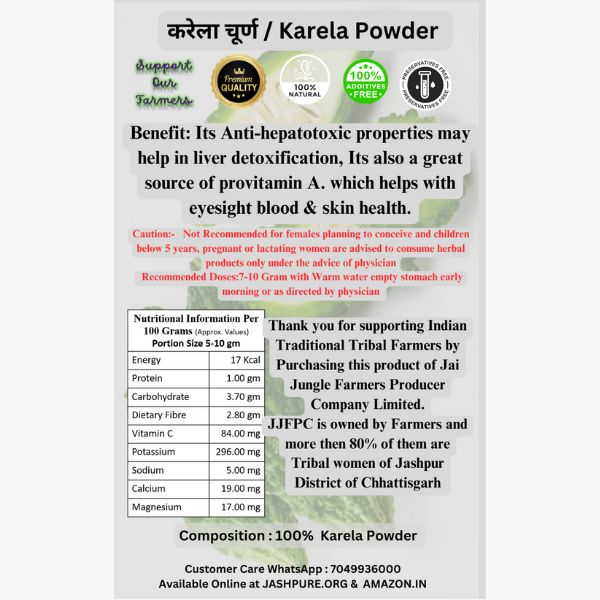 करेला चूर्ण / Karela Powder
Support
Our
Farmers
Premium
QUALITY
100%
NATURAL
100%
ADDITIVES
FREE
PRESERVATIVES FREE
PRESERVATIVES FREE
Benefit: Its Anti-hepatotoxic properties may
help in liver detoxification, Its also a great
source of provitamin A. which helps with
eyesight blood & skin health.
Caution:- Not Recommended for females planning to conceive and children
below 5 years, pregnant or lactating women are advised to consume herbal
products only under the advice of physician
Recommended Doses:7-10 Gram with Warm water empty stomach early
morning or as directed by physician
Nutritional Information Per
100 Grams (Approx. Values)
Portion Size 5-10 gm
Energy 17 Kcal
Protein 1.00 gm
Carbohydrate 3.70 gm
Dietary Fibre 2.80 gm
Vitamin C 84.00 mg
Potassium 296.00 mg
Sodium 5.00 mg
Calcium 19.00 mg
Magnesium 17.00 mg
Thank you for supporting Indian
Traditional Tribal Farmers by
Purchasing this product of Jai
Jungle Farmers Producer
Company Limited.
JJFPC is owned by Farmers and
more then 80% of them are
Tribal women of Jashpur
District of Chhattisgarh
Composition : 100% Karela Powder
Customer Care WhatsApp : 7049936000
Available Online at JASHPURE.ORG & AMAZON.IN